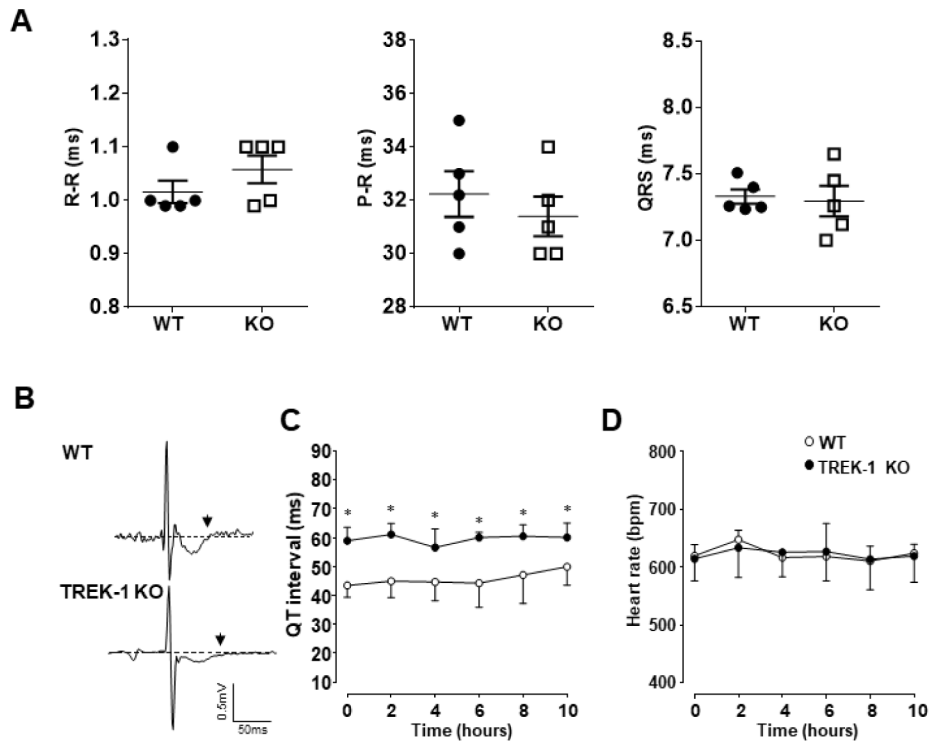 A
R-R (ms)
1.3
1.2
1.1
1.0
0.9
0.8
WT KO
P-R (ms)
38
36
34
32
30
28
WT KO
QRS (ms)
8.5
8.0
7.5
7.0
6.5
WT KO
B
WT
TREK-1 KO
0.5mV
50ms
C
QT interval (ms)
90
80
70
60
50
40
30
20
10
* * * * * *
0 2 4 6 8 10
Time (hours)
D
WT
TREK-1 KO
Heart rate (bpm)
800
700
600
500
400
0 2 4 6 8 10
Time (hours)